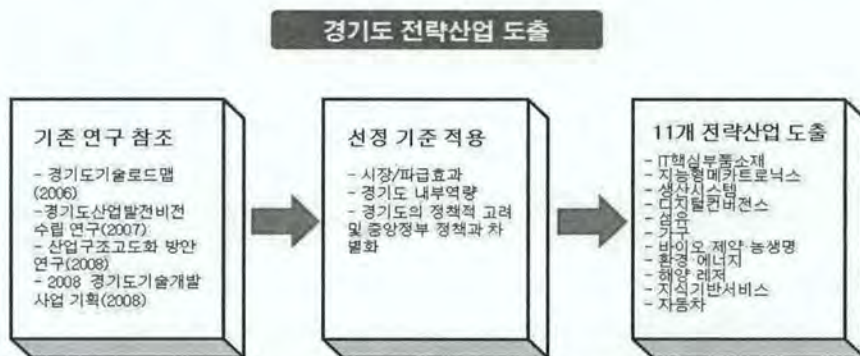 경기도 전략산업 도출
기존 연구 참조
- 경기도기술로드맵
(2006)
-경기도산업발전비전
수립 연구(2007)
- 산업구조고도화 방안
연구(2008)
- 2008 경기도기술개발
사업 기획(2008)
선정 기준 적용
- 시장/파급효과
- 경기도 내부역량
- 경기도의 정책적 고려
및 중앙정부 정책과 차
별화
11개 전략산업 도출
- IT핵심부품소재
- 지능형메카트로닉스
- 생산시스템
- 디지털컨버전스
- 섬유
- 가구
- 바이오 제약 농생명
- 환경 에너지
- 해양 레저
- 지식기반서비스
- 자동차